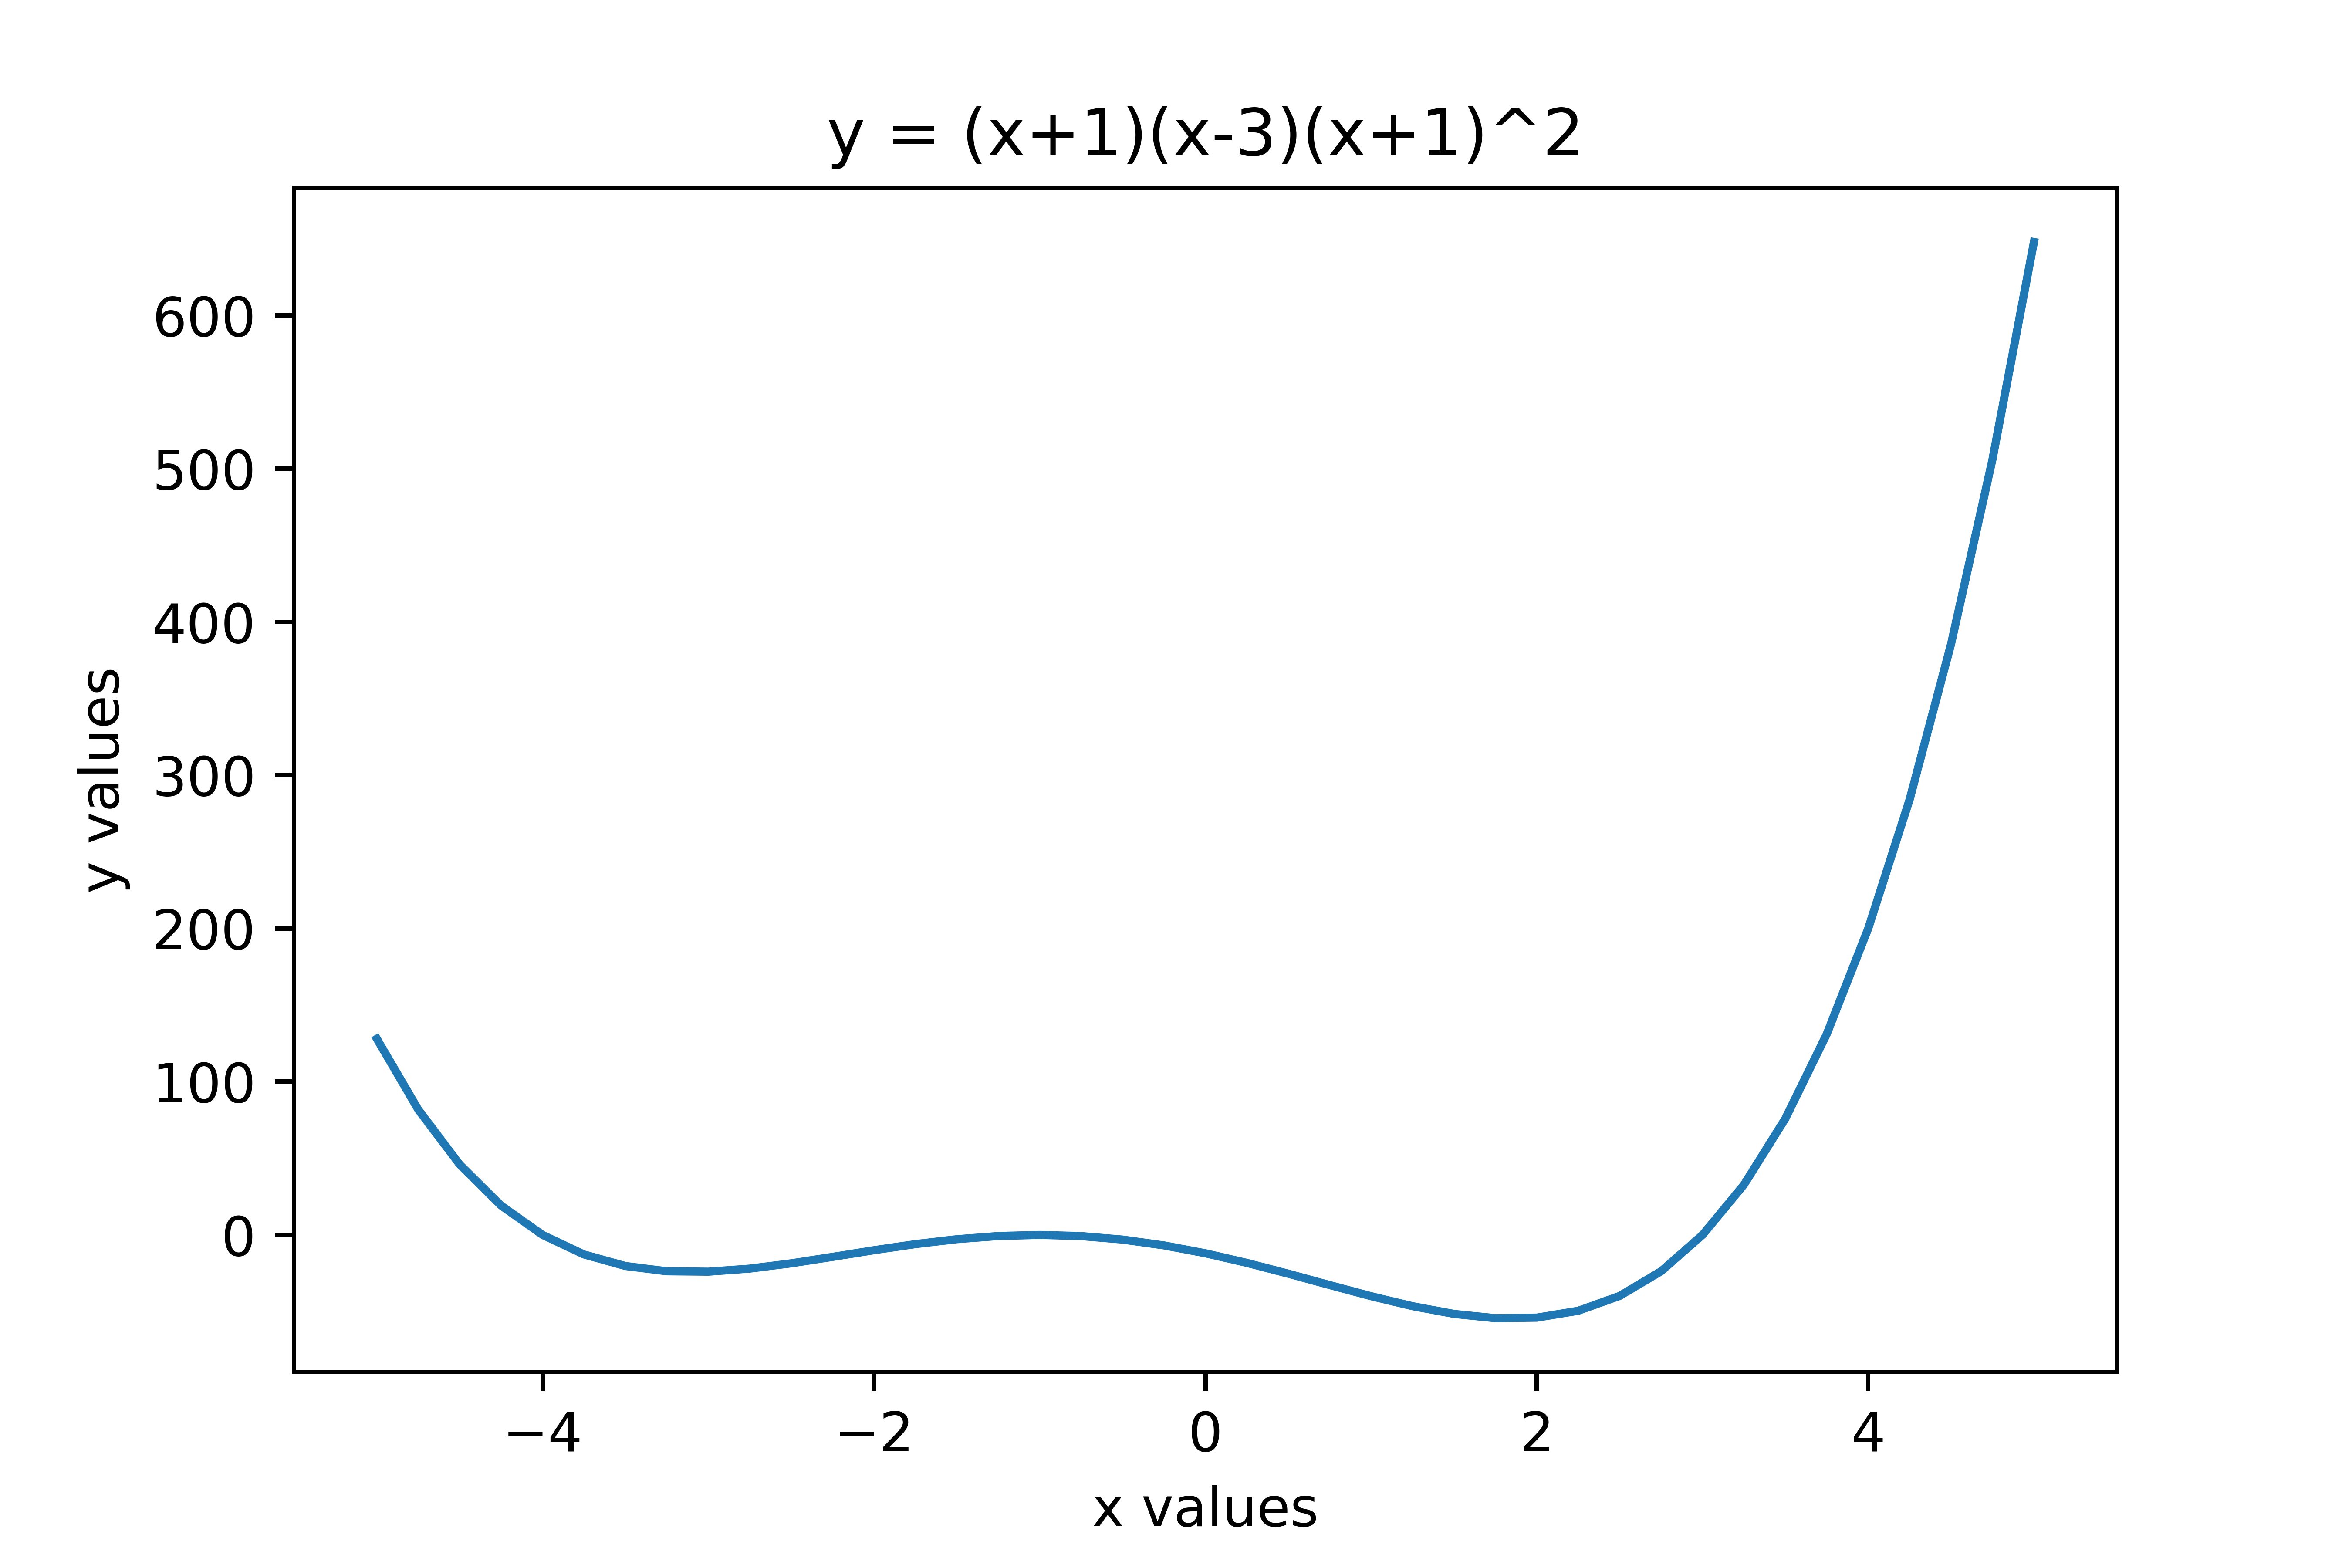 y = (x+1)(x-3)(x+1)^2
600
500
400
300
200
100
0
y values
−4 −2 0 2 4
x values